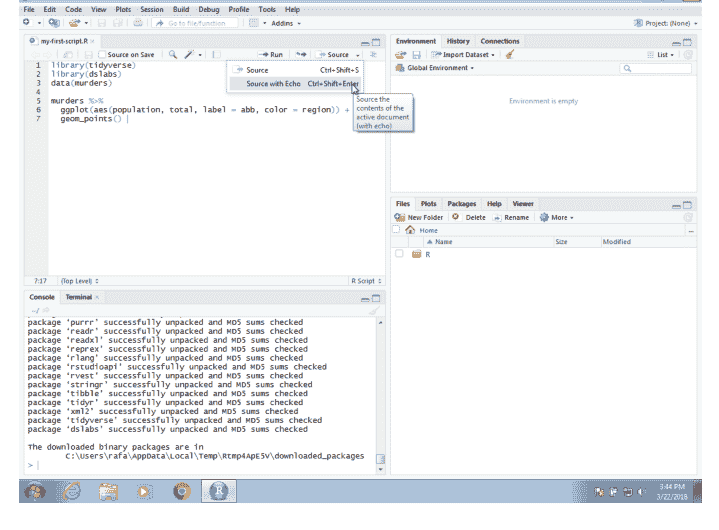 File Edit Code View Plots Session Build Debug Profile Tools Help
Go to file/function Addins Project: (None)
my-first-script.R
Source on Save Run Source
1 library(tidyverse)
2 library(dslabs)
3 data(murders)
4
5 murders %>%
6 ggplot(aes(population, total, label = abb, color = region)) +
7 geom_points()
Source Ctrl+Shift+S
Source with Echo Ctrl+Shift+Enter
Source the
contents of the
active document
(with echo)
7:17 (Top Level) R Script
Console Terminal
~/
package 'purrr' successfully unpacked and MD5 sums checked
package 'readr' successfully unpacked and MD5 sums checked
package 'readxl' successfully unpacked and MD5 sums checked
package 'reprex' successfully unpacked and MD5 sums checked
package 'rlang' successfully unpacked and MD5 sums checked
package 'rstudioapi' successfully unpacked and MD5 sums checked
package 'rvest' successfully unpacked and MD5 sums checked
package 'stringr' successfully unpacked and MD5 sums checked
package 'tibble' successfully unpacked and MD5 sums checked
package 'tidyr' successfully unpacked and MD5 sums checked
package 'xml2' successfully unpacked and MD5 sums checked
package 'tidyverse' successfully unpacked and MD5 sums checked
package 'dslabs' successfully unpacked and MD5 sums checked
The downloaded binary packages are in
C:\Users\rafa\AppData\Local\Temp\Rtmp4ApE5V\downloaded_packages
>
Environment History Connections
Import Dataset List
Global Environment
Environment is empty
Files Plots Packages Help Viewer
New Folder Delete Rename More
Home
Name Size Modified
R
3:44 PM
3/22/2018